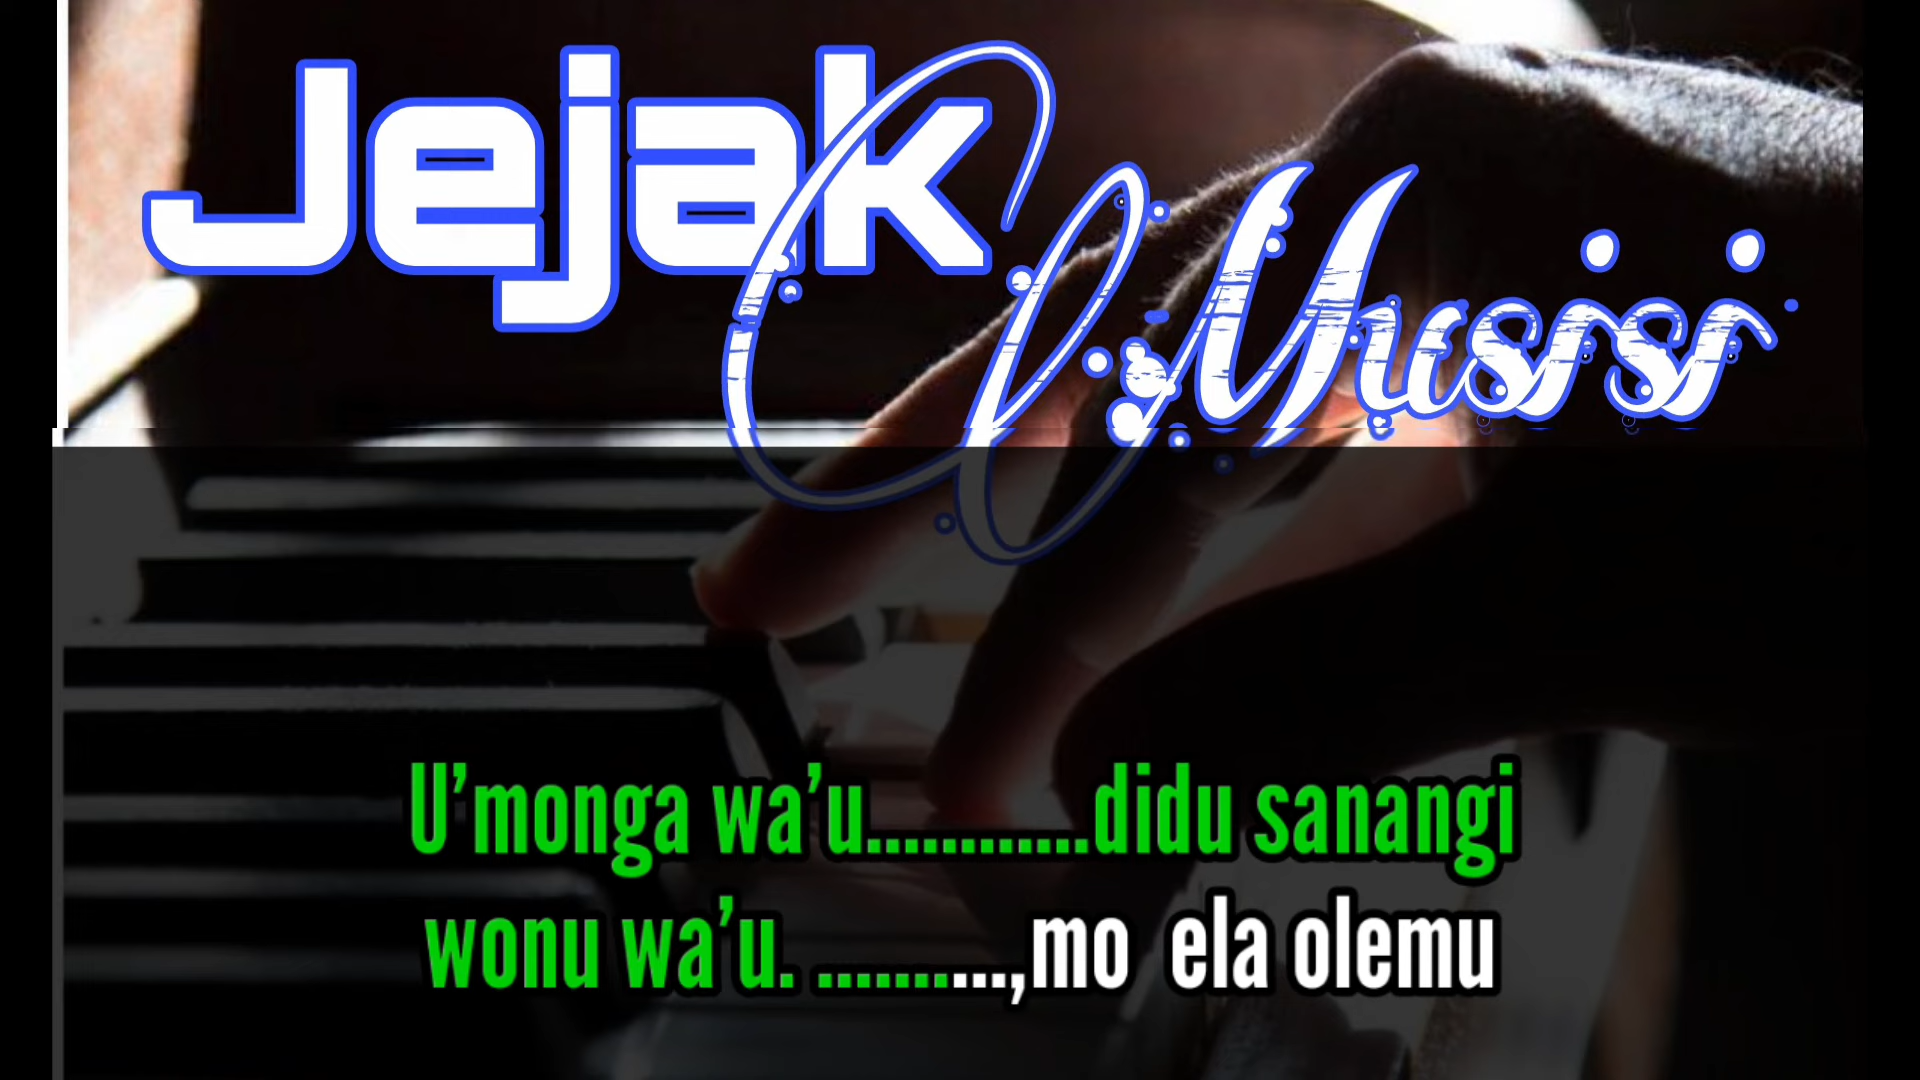 Jejak
Musisi
U’monga wa’u............didu sanangi
wonu wa’u. ..........,mo ela olemu